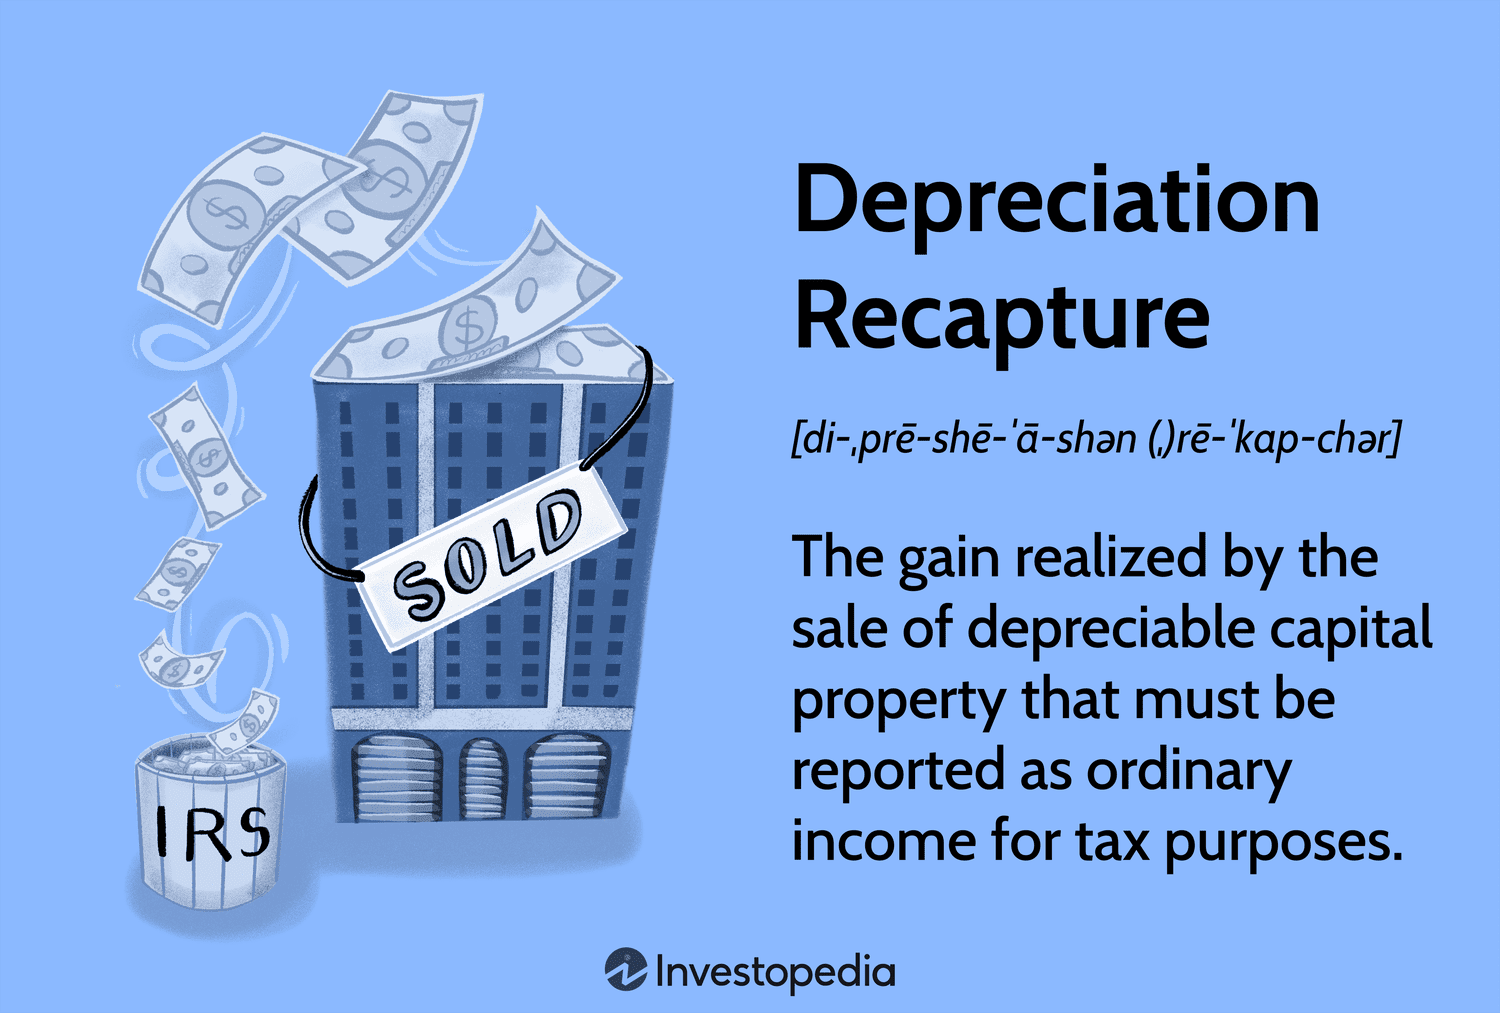 Depreciation
Recapture
[di-ˌprē-shē-ˈā-shən (ˌ)rē-ˈkap-chər]
The gain realized by the
sale of depreciable capital
property that must be
reported as ordinary
income for tax purposes.
SOLD
IRS
Investopedia